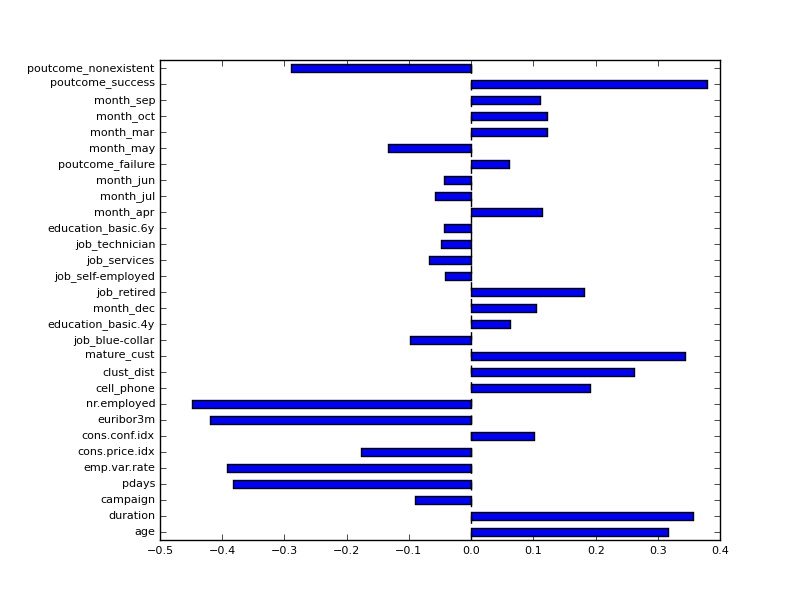 poutcome_nonexistent
poutcome_success
month_sep
month_oct
month_mar
month_may
poutcome_failure
month_jun
month_jul
month_apr
education_basic.6y
job_technician
job_services
job_self-employed
job_retired
month_dec
education_basic.4y
job_blue-collar
mature_cust
clust_dist
cell_phone
nr.employed
euribor3m
cons.conf.idx
cons.price.idx
emp.var.rate
pdays
campaign
duration
age
−0.5 −0.4 −0.3 −0.2 −0.1 0.0 0.1 0.2 0.3 0.4